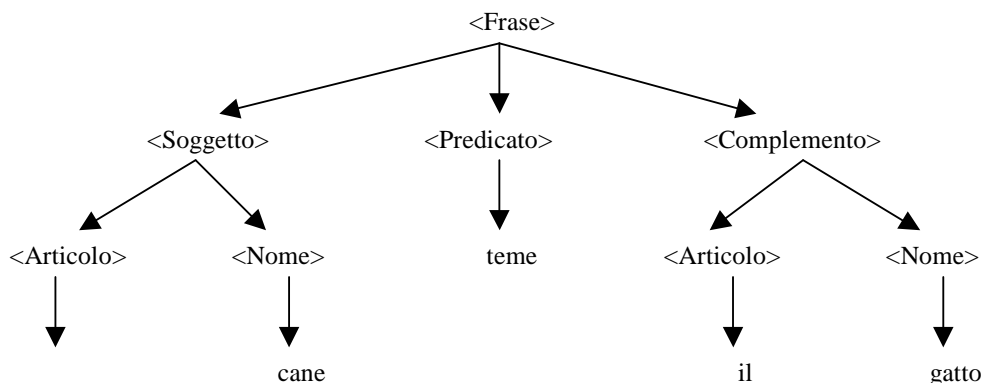 <Frase>
<Soggetto> <Predicato> <Complemento>
<Articolo> <Nome> teme <Articolo> <Nome>
cane il gatto